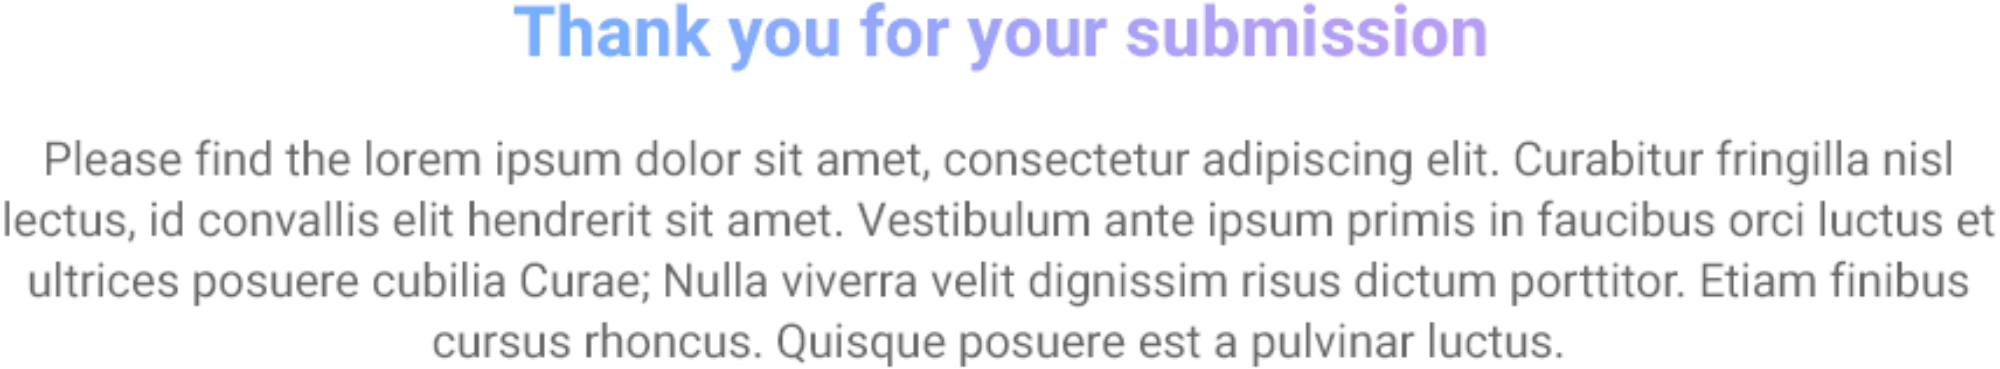 Thank you for your submission
Please find the lorem ipsum dolor sit amet, consectetur adipiscing elit. Curabitur fringilla nisl
lectus, id convallis elit hendrerit sit amet. Vestibulum ante ipsum primis in faucibus orci luctus et
ultrices posuere cubilia Curae; Nulla viverra velit dignissim risus dictum porttitor. Etiam finibus
cursus rhoncus. Quisque posuere est a pulvinar luctus.